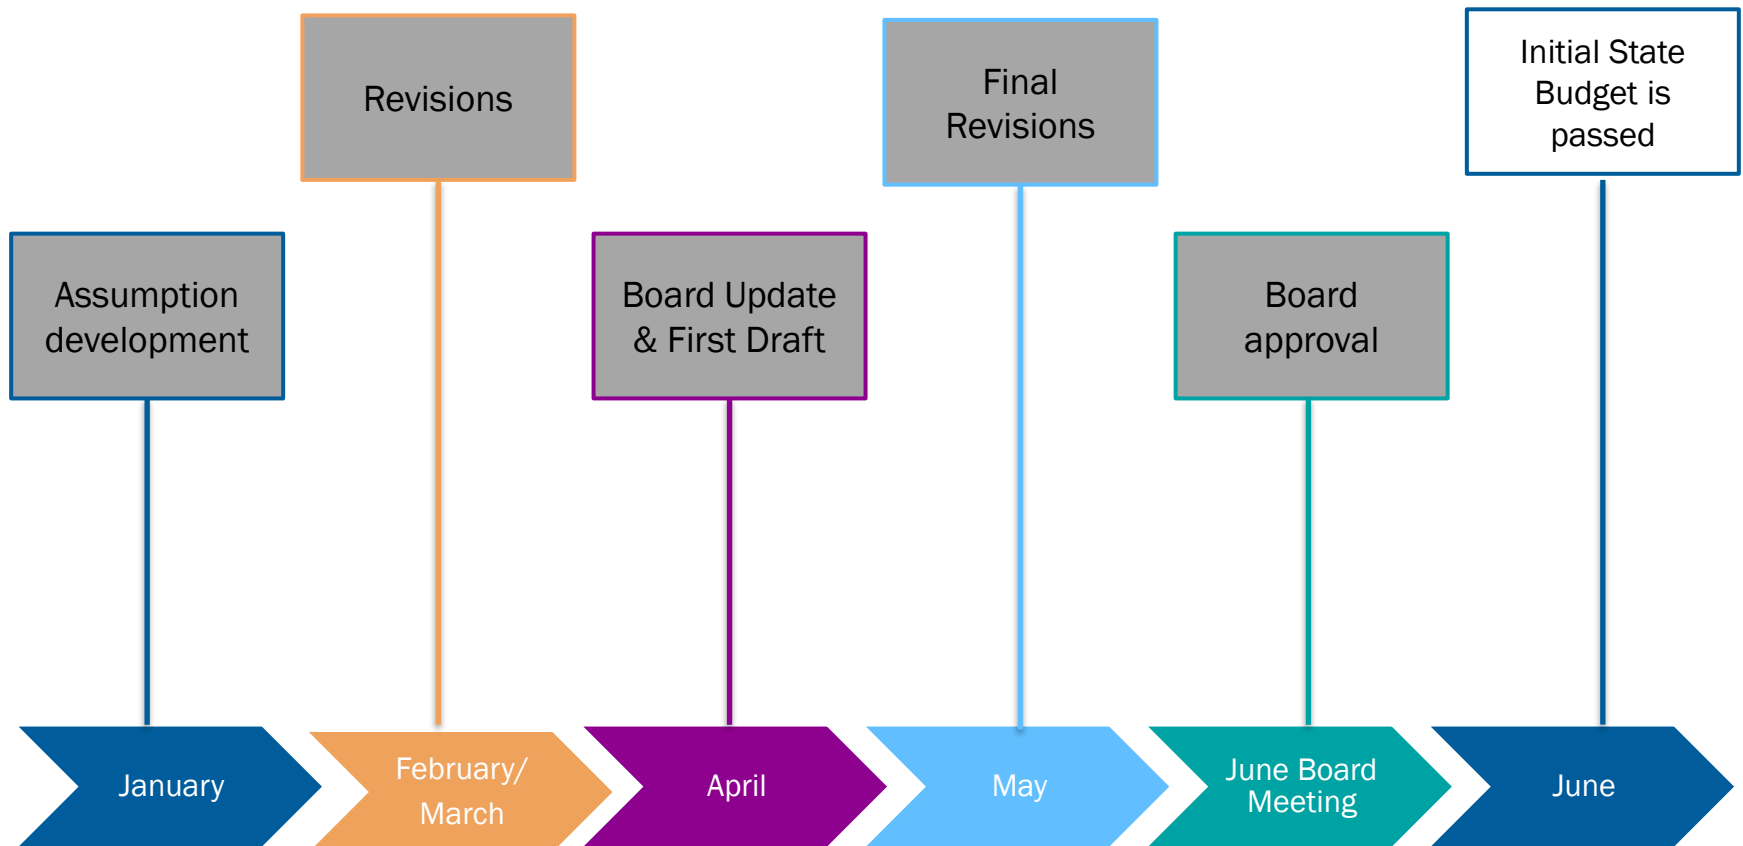 Assumption
development
Revisions
Board Update
& First Draft
Final
Revisions
Board
approval
Initial State
Budget is
passed
January
February/
March
April
May
June Board
Meeting
June